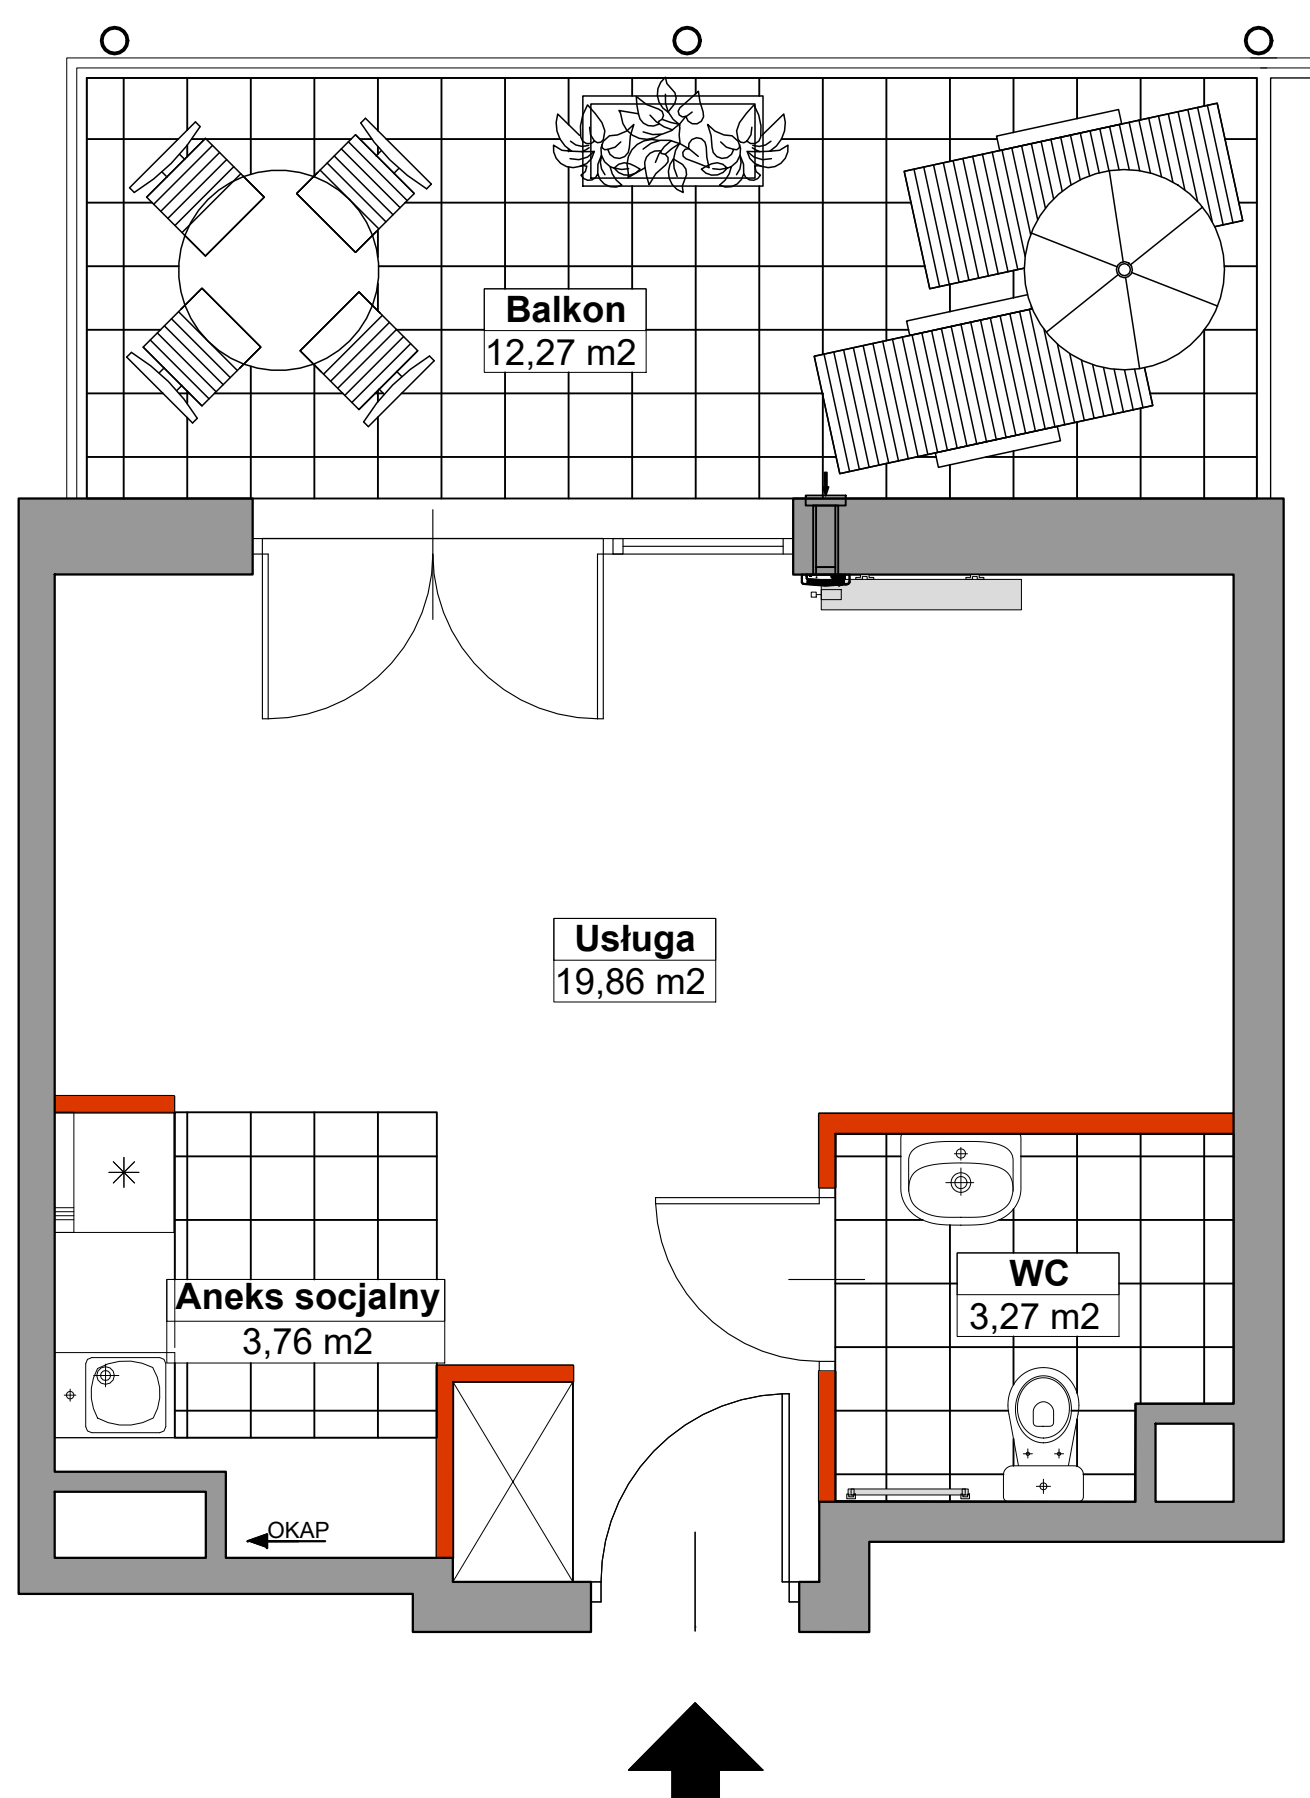 Balkon
12,27 m2
Usługa
19,86 m2
Aneks socjalny
3,76 m2
WC
3,27 m2
OKAP